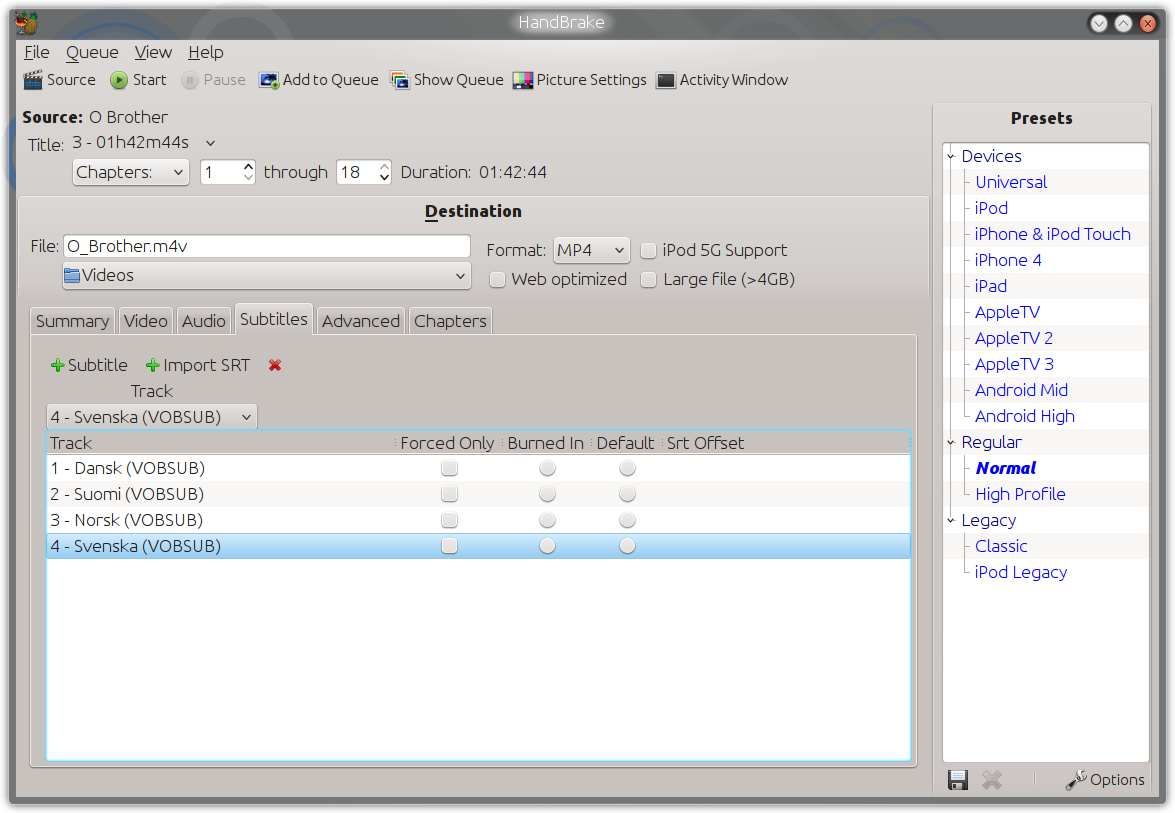 HandBrake
File Queue View Help
Source Start Pause Add to Queue Show Queue Picture Settings Activity Window
Source: O Brother
Title: 3 - 01h42m44s
Chapters: 1 through 18 Duration: 01:42:44
Destination
File: O_Brother.m4v Format: MP4 iPod 5G Support
Videos Web optimized Large file (>4GB)
Summary Video Audio Subtitles Advanced Chapters
Subtitle Import SRT
Track
4 - Svenska (VOBSUB)
Track Forced Only Burned In Default Srt Offset
1 - Dansk (VOBSUB)
2 - Suomi (VOBSUB)
3 - Norsk (VOBSUB)
4 - Svenska (VOBSUB)
Presets
Devices
Universal
iPod
iPhone & iPod Touch
iPhone 4
iPad
AppleTV
AppleTV 2
AppleTV 3
Android Mid
Android High
Regular
Normal
High Profile
Legacy
Classic
iPod Legacy
Options